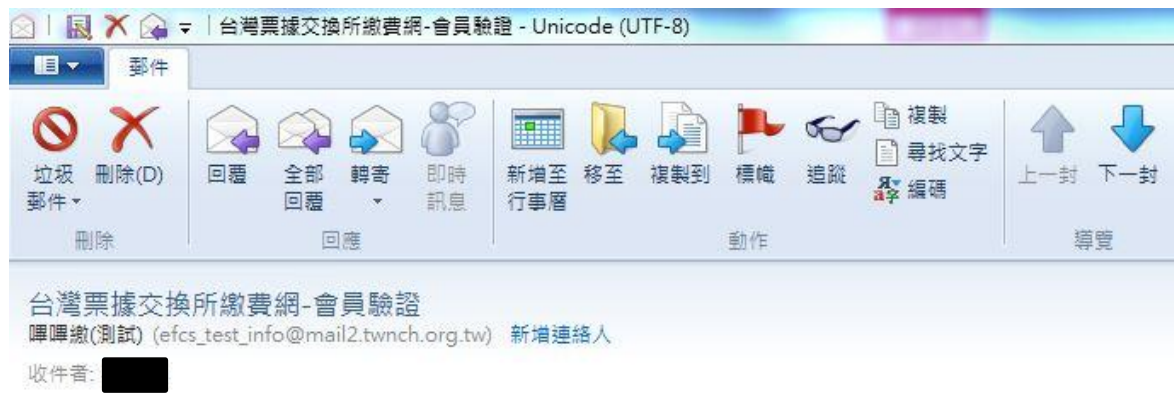 台灣票據交換所繳費網-會員驗證 - Unicode (UTF-8)
郵件
垃圾郵件 刪除(D) 回覆 全部回覆 轉寄 即時訊息 新增至行事曆 移至 複製到 標幟 追蹤 複製 尋找文字 編碼 上一封 下一封
刪除 回應 動作 導覽
台灣票據交換所繳費網-會員驗證
嗶嗶繳(測試) (efcs_test_info@mail2.twnch.org.tw) 新增連絡人
收件者: